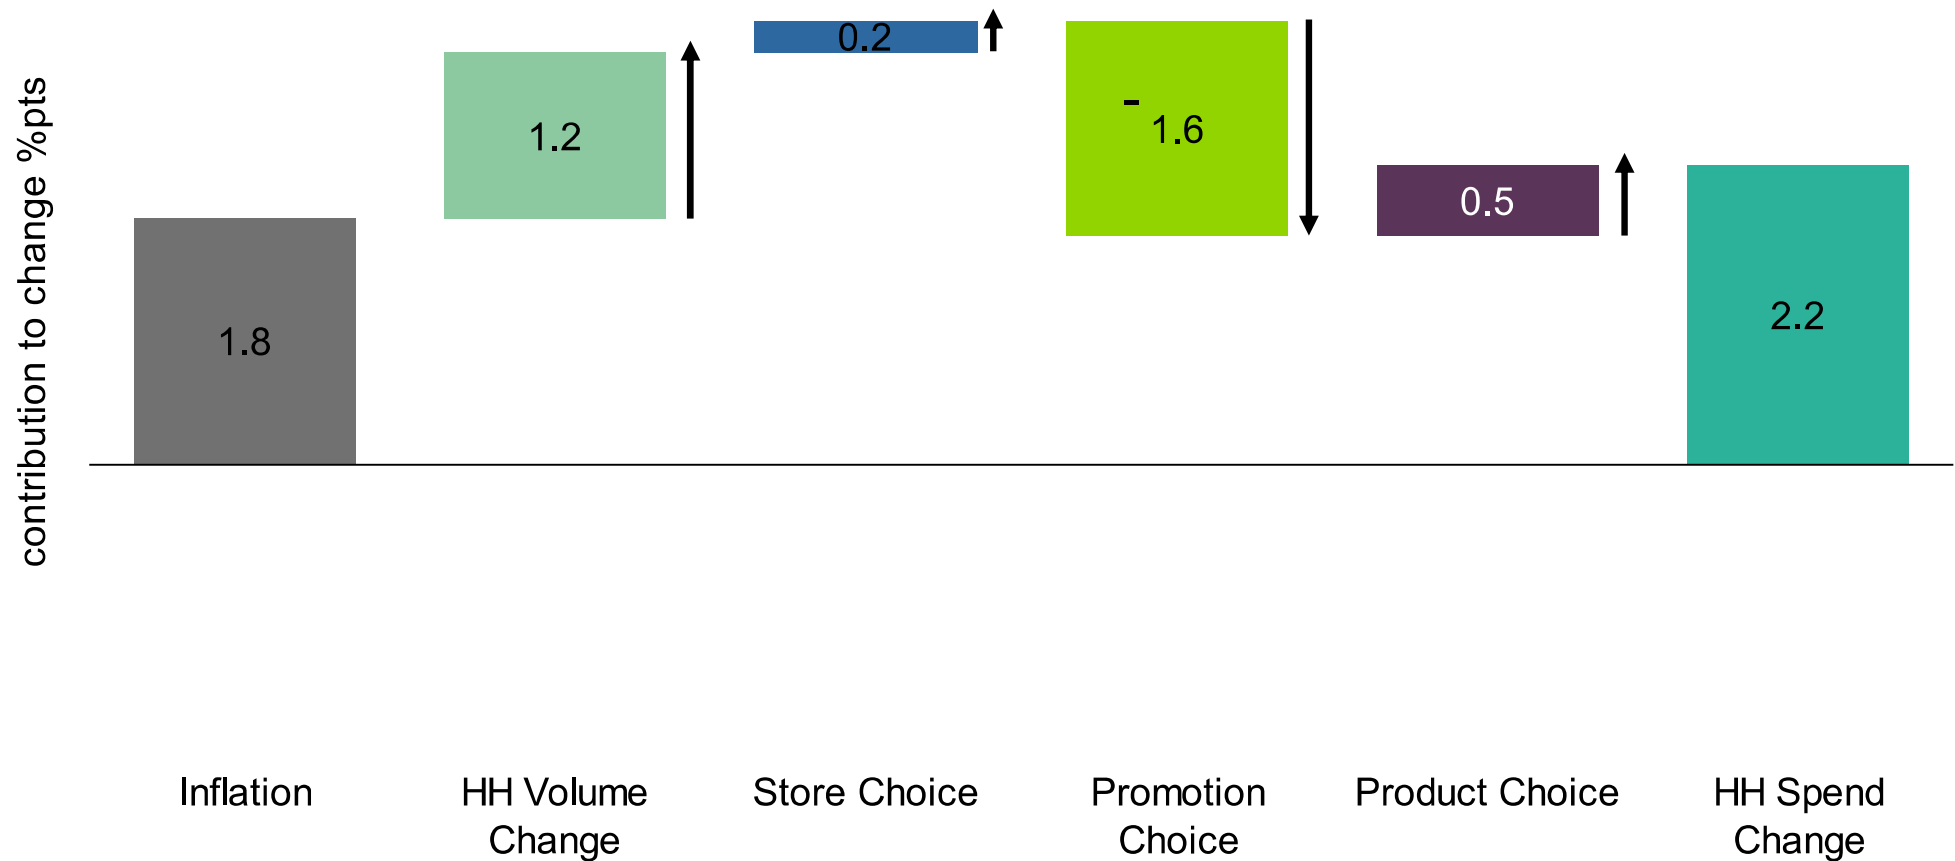 contribution to change %pts
1.8
1.2
0.2
-
1.6
0.5
2.2
Inflation
HH Volume
Change
Store Choice
Promotion
Choice
Product Choice
HH Spend
Change